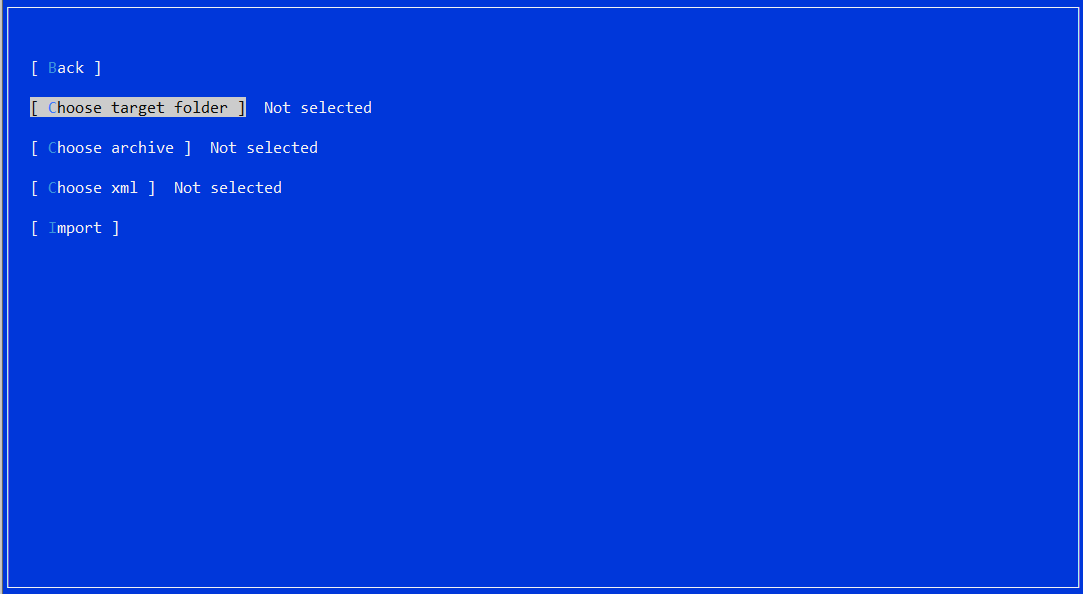 [ Back ]
[ Choose target folder ]  Not selected
[ Choose archive ]  Not selected
[ Choose xml ]  Not selected
[ Import ]